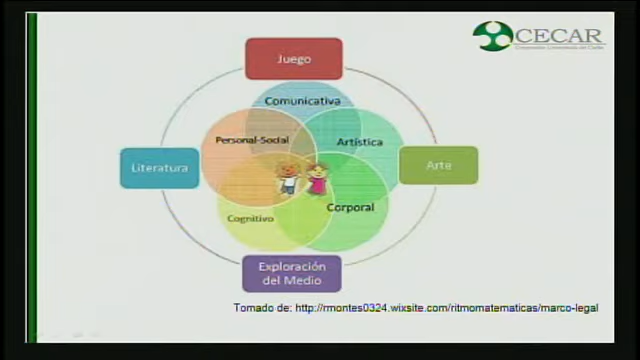 CECAR
Juego
Comunicativa
Personal-Social
Artística
Literatura
Arte
Corporal
Cognitivo
Exploración
del Medio
Tomado de: http://rmontes0324.wixsite.com/ritmomatematicas/marco-legal